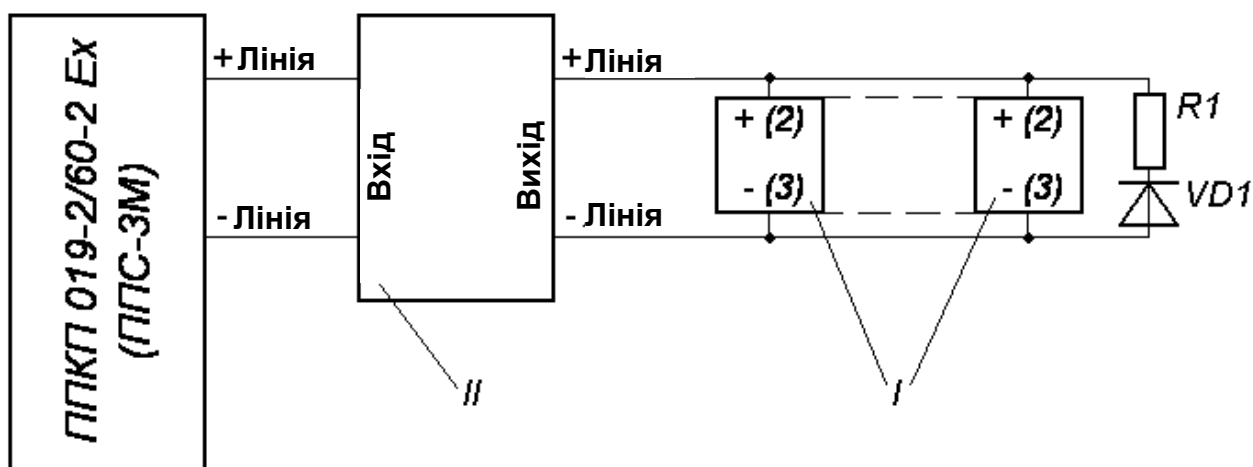 ППКП 019-2/60-2 Ex
(ППС-3М)
+Лінія
-Лінія
Вхід
Вихід
+Лінія
-Лінія
+ (2)
- (3)
+ (2)
- (3)
R1
VD1
II
I